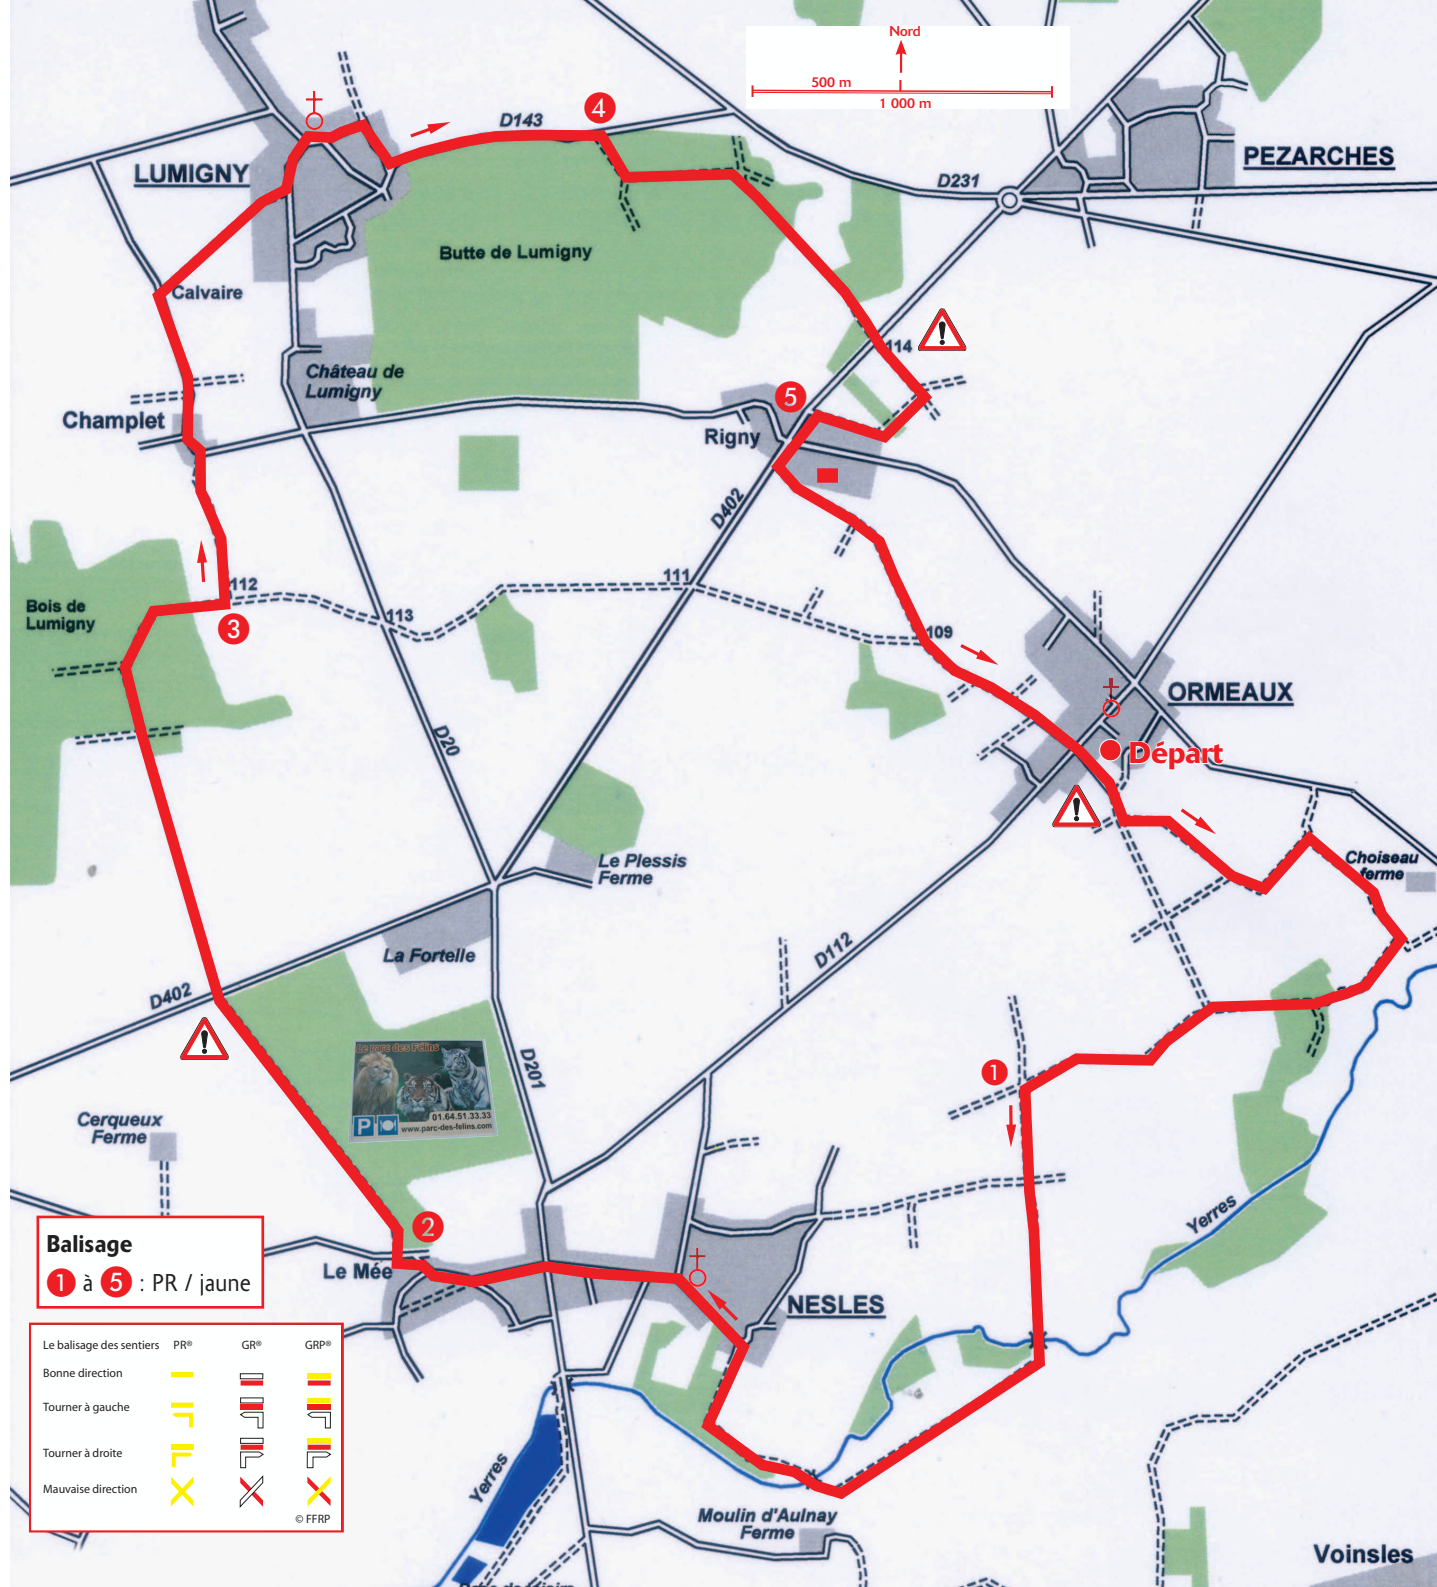 Nord
500 m
1 000 m
4
D143
LUMIGNY
PEZARCHES
D231
Butte de Lumigny
Calvaire
114
Château de
Lumigny
5
Champlet
Rigny
D402
112
111
Bois de
Lumigny
3
113
109
ORMEAUX
D20
Départ
Le Plessis
Ferme
Choiseau
ferme
La Fortelle
D112
D402
Le Parc des Félins
01.64.51.33.33
P
www.parc-des-felins.com
D201
1
Cerqueux
Ferme
Yerres
2
Le Mée
NESLES
Balisage
1 à 5 : PR / jaune
Le balisage des sentiers PR® GR® GRP®
Bonne direction
Tourner à gauche
Tourner à droite
Mauvaise direction
© FFRP
Yerres
Moulin d'Aulnay
Ferme
Voinsles